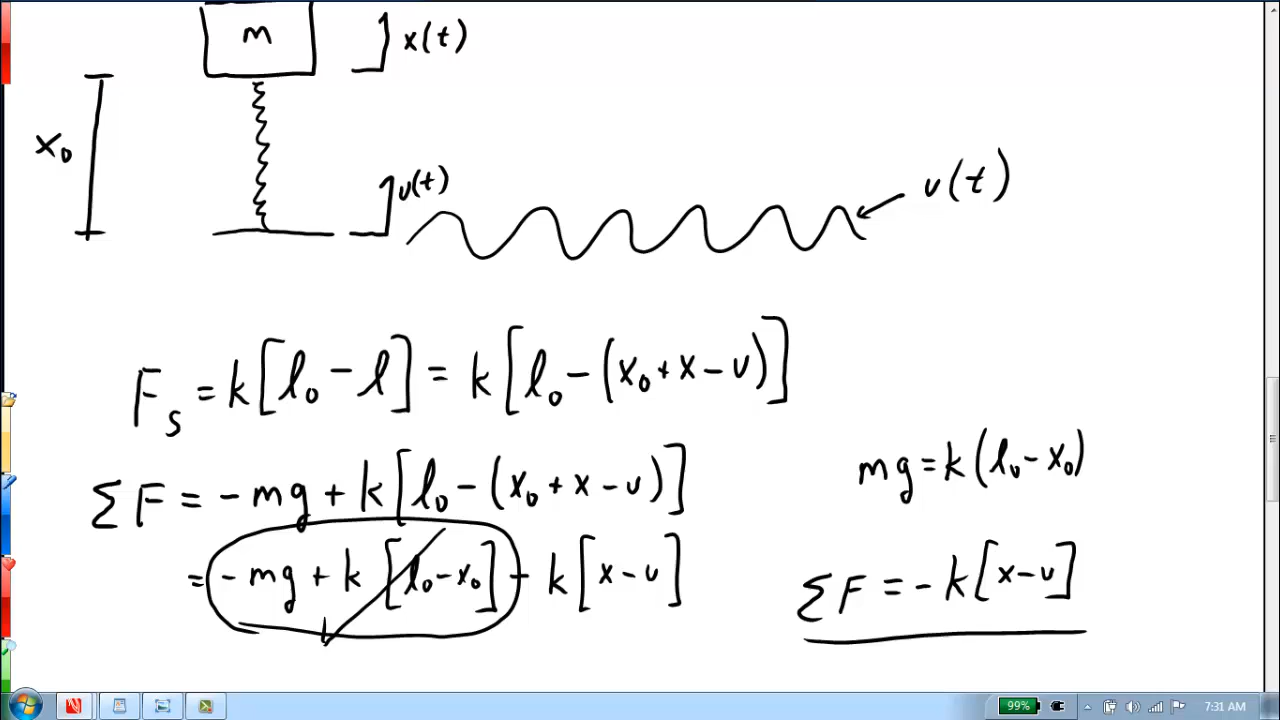 m
x(t)
x₀
υ(t)
υ(t)
Fₛ = k[l₀ - l] = k[l₀ - (x₀ + x - υ)]
ΣF = -mg + k[l₀ - (x₀ + x - υ)]
mg = k(l₀ - x₀)
= -mg + k[l₀ - x₀] - k[x - υ]
ΣF = -k[x - υ]
99%
7:31 AM